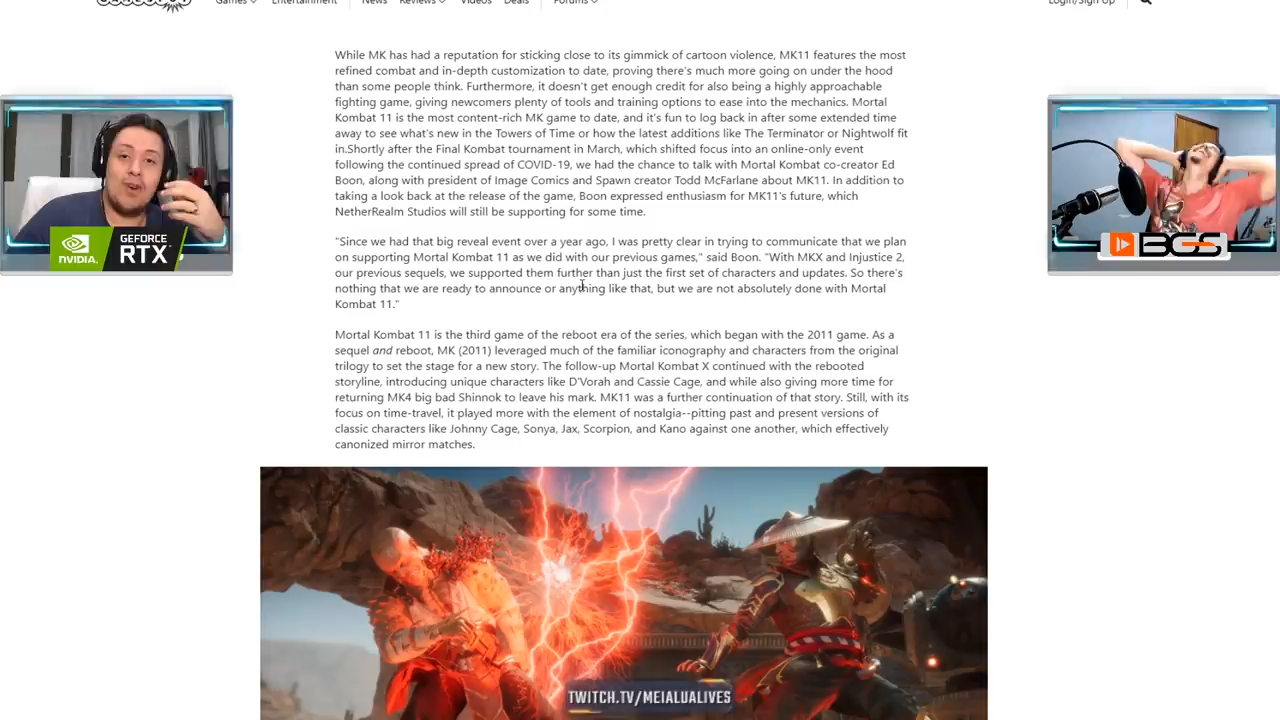 Games
Entertainment
News
Reviews
Videos
Deals
Forums
Login/Sign Up
While MK has had a reputation for sticking close to its gimmick of cartoon violence, MK11 features the most
refined combat and in-depth customization to date, proving there's much more going on under the hood
than some people think. Furthermore, it doesn't get enough credit for also being a highly approachable
fighting game, giving newcomers plenty of tools and training options to ease into the mechanics. Mortal
Kombat 11 is the most content-rich MK game to date, and it's fun to log back in after some extended time
away to see what's new in the Towers of Time or how the latest additions like The Terminator or Nightwolf fit
in.Shortly after the Final Kombat tournament in March, which shifted focus into an online-only event
following the continued spread of COVID-19, we had the chance to talk with Mortal Kombat co-creator Ed
Boon, along with president of Image Comics and Spawn creator Todd McFarlane about MK11. In addition to
taking a look back at the release of the game, Boon expressed enthusiasm for MK11's future, which
NetherRealm Studios will still be supporting for some time.
"Since we had that big reveal event over a year ago, I was pretty clear in trying to communicate that we plan
on supporting Mortal Kombat 11 as we did with our previous games," said Boon. "With MKX and Injustice 2,
our previous sequels, we supported them further than just the first set of characters and updates. So there's
nothing that we are ready to announce or anything like that, but we are not absolutely done with Mortal
Kombat 11."
Mortal Kombat 11 is the third game of the reboot era of the series, which began with the 2011 game. As a
sequel and reboot, MK (2011) leveraged much of the familiar iconography and characters from the original
trilogy to set the stage for a new story. The follow-up Mortal Kombat X continued with the rebooted
storyline, introducing unique characters like D'Vorah and Cassie Cage, and while also giving more time for
returning MK4 big bad Shinnok to leave his mark. MK11 was a further continuation of that story. Still, with its
focus on time-travel, it played more with the element of nostalgia--pitting past and present versions of
classic characters like Johnny Cage, Sonya, Jax, Scorpion, and Kano against one another, which effectively
canonized mirror matches.
NVIDIA.
GEFORCE
RTX
BGS
TWITCH.TV/MEIALUALIVES